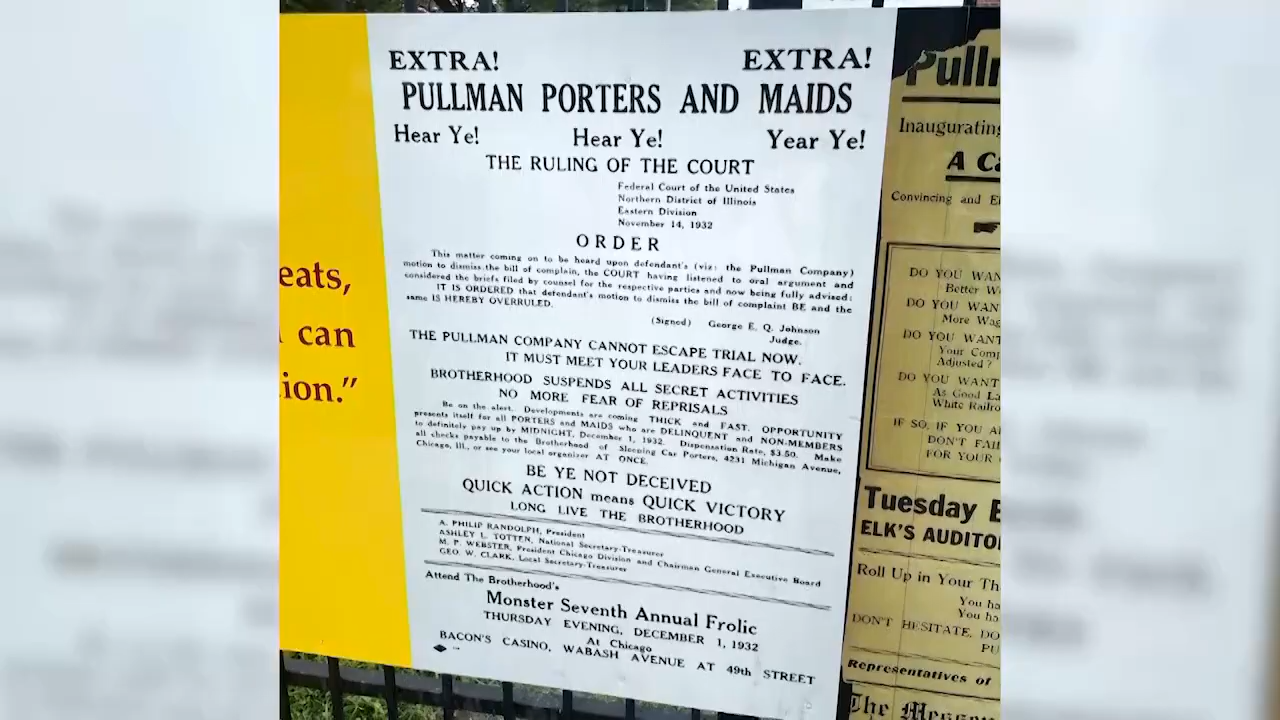 eats,
can
ion.”
EXTRA! EXTRA!
PULLMAN PORTERS AND MAIDS
Hear Ye! Hear Ye! Year Ye!
THE RULING OF THE COURT
Federal Court of the United States
Northern District of Illinois
Eastern Division
November 14, 1932
ORDER
This matter coming on to be heard upon defendant's (viz: the Pullman Company)
motion to dismiss the bill of complain, the COURT having listened to oral argument and
considered the briefs filed by counsel for the respective parties and now being fully advised:
IT IS ORDERED that defendant's motion to dismiss the bill of complaint BE and the
same IS HEREBY OVERRULED.
(Signed) George E. Q. Johnson
Judge.
THE PULLMAN COMPANY CANNOT ESCAPE TRIAL NOW.
IT MUST MEET YOUR LEADERS FACE TO FACE.
BROTHERHOOD SUSPENDS ALL SECRET ACTIVITIES
NO MORE FEAR OF REPRISALS
Be on the alert. Developments are coming THICK and FAST. OPPORTUNITY
presents itself for all PORTERS and MAIDS who are DELINQUENT and NON-MEMBERS
to definitely pay up by MIDNIGHT, December 1, 1932. Dispensation Rate, $3.50. Make
all checks payable to the Brotherhood of Sleeping Car Porters, 4231 Michigan Avenue,
Chicago, Ill., or see your local organizer AT ONCE.
BE YE NOT DECEIVED
QUICK ACTION means QUICK VICTORY
LONG LIVE THE BROTHERHOOD
A. PHILIP RANDOLPH, President
ASHLEY L. TOTTEN, National Secretary-Treasurer
M. P. WEBSTER, President Chicago Division and Chairman General Executive Board
GEO. W. CLARK, Local Secretary-Treasurer
Attend The Brotherhood's
Monster Seventh Annual Frolic
THURSDAY EVENING, DECEMBER 1, 1932
At Chicago
BACON'S CASINO, WABASH AVENUE AT 49th STREET
Pull
Inaugurating
A Ca
Convincing and El
DO YOU WAN
Better W
DO YOU WAN
More Wag
DO YOU WANT
Your Comp
Adjusted?
DO YOU WANT
As Good La
White Railro
IF SO, IF YOU A
DON'T FAI
FOR YOUR
Tuesday E
ELK'S AUDITO
Roll Up in Your Th
You ha
You ha
DON'T HESITATE, DO
PU
Representatives of
The Messen